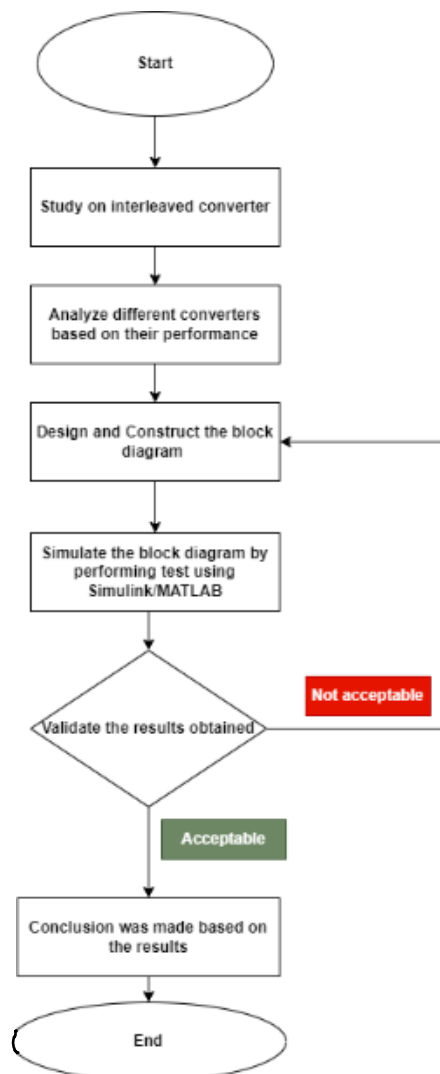 Start
Study on interleaved converter
Analyze different converters
based on their performance
Design and Construct the block
diagram
Simulate the block diagram by
performing test using
Simulink/MATLAB
Not acceptable
Validate the results obtained
Acceptable
Conclusion was made based on
the results
End